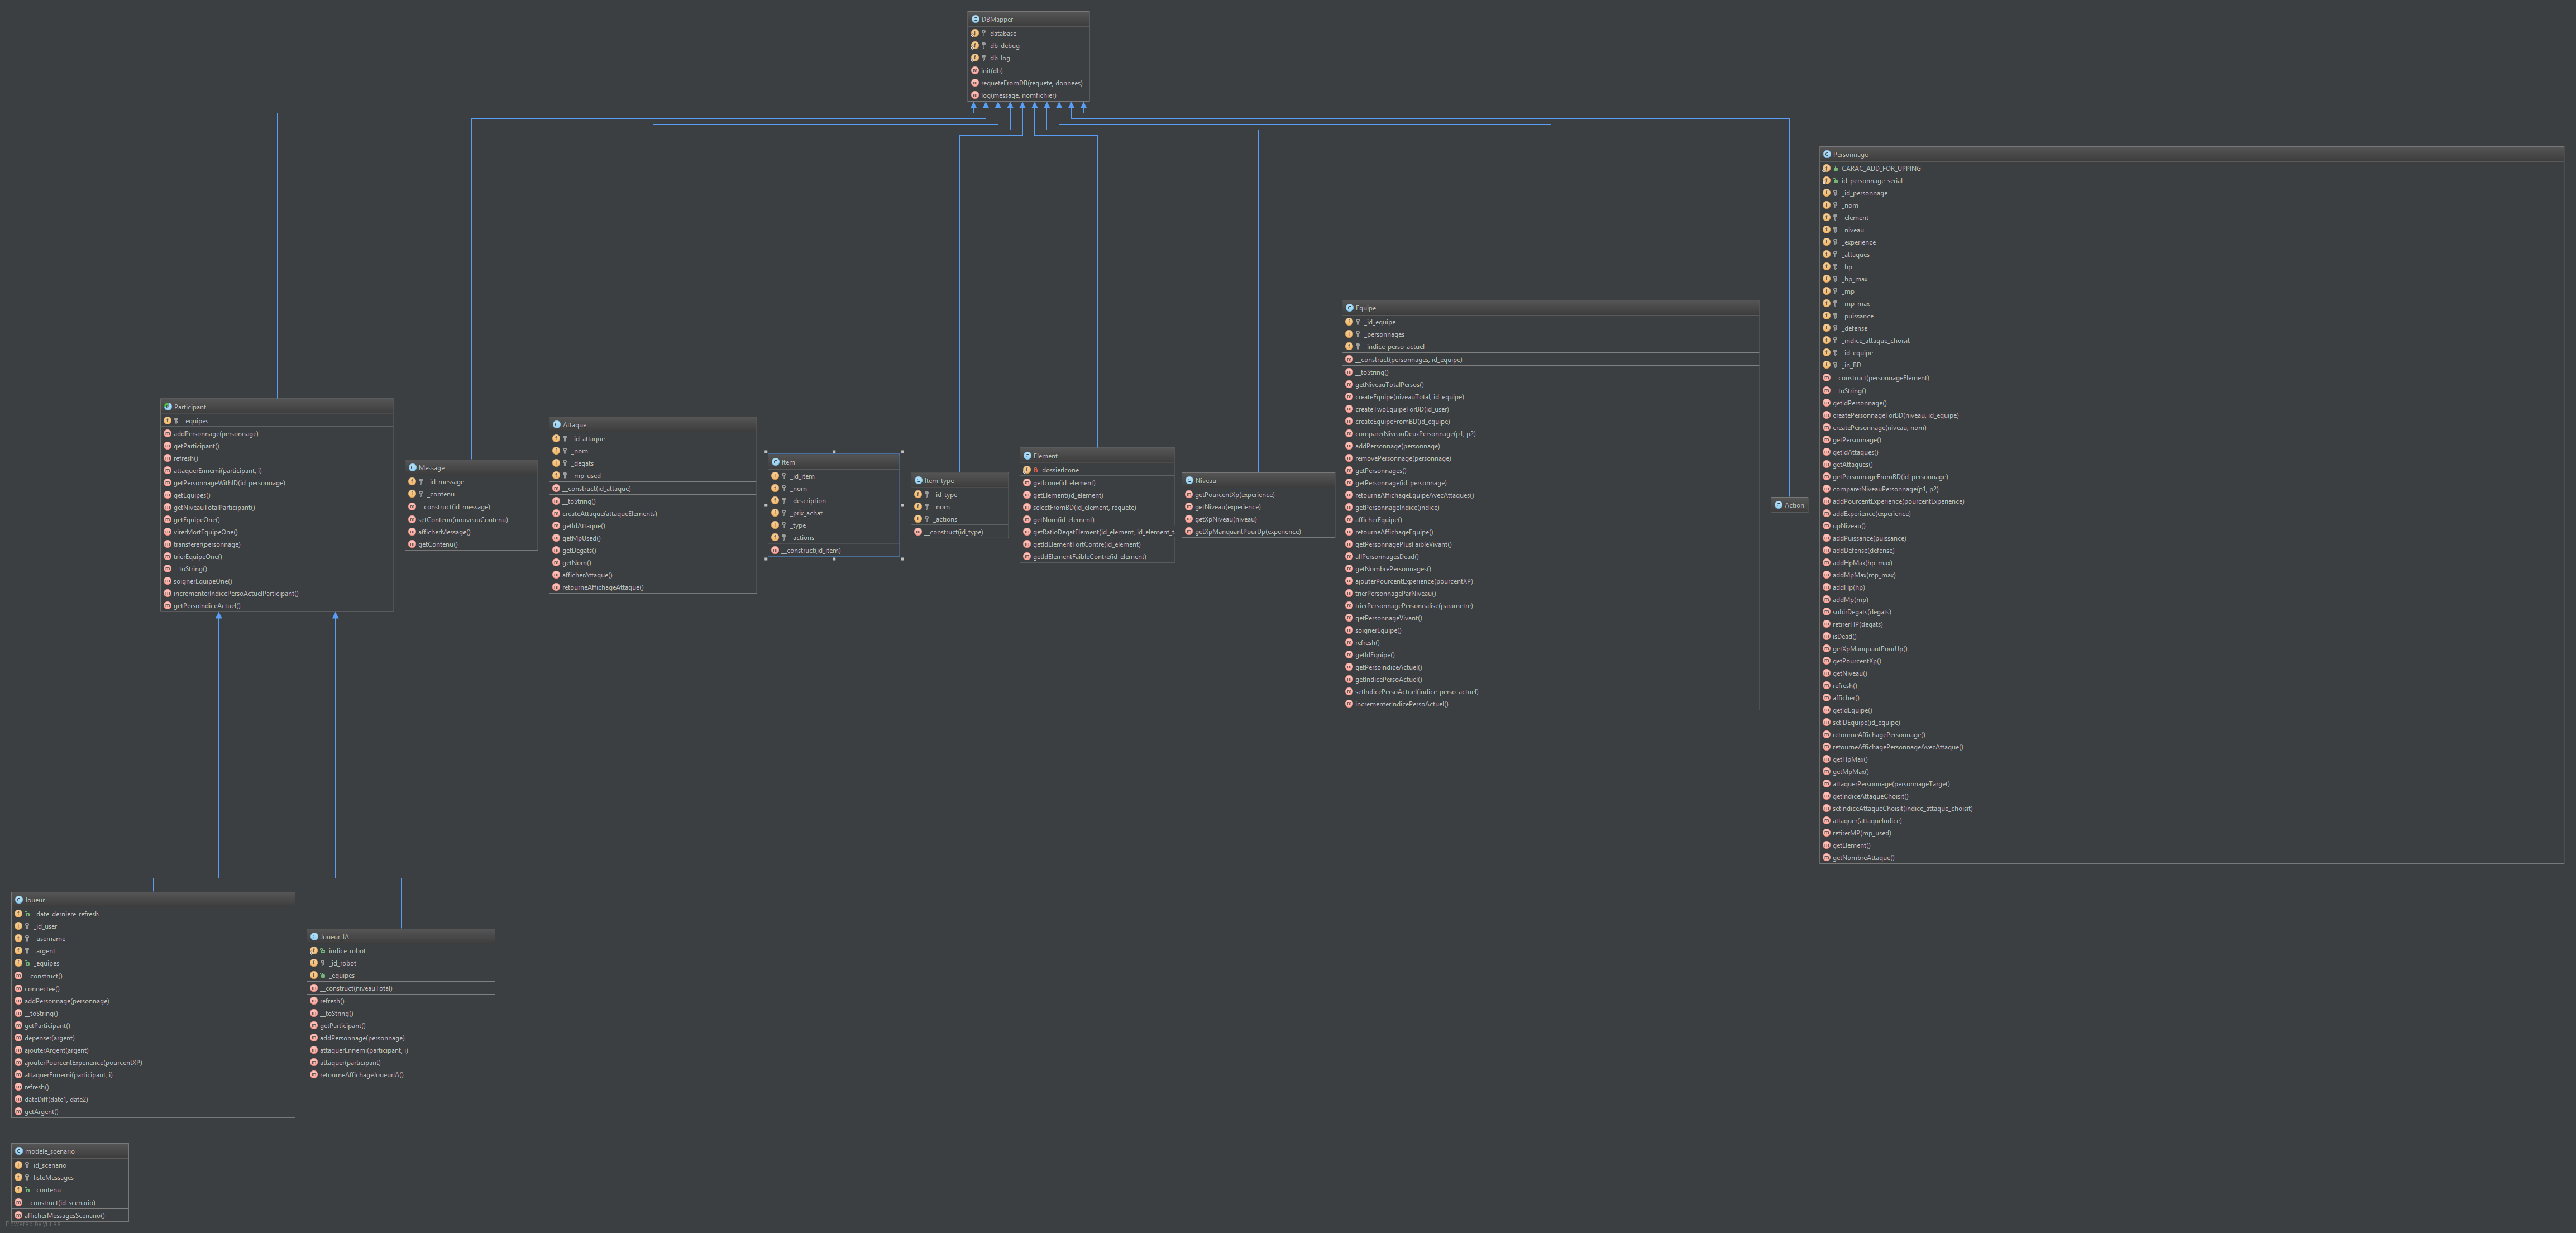 DBMapper
database
db_debug
db_log
init(db)
requeteFromDB(requete, donnees)
log(message, nomfichier)
Participant
_equipes
addPersonnage(personnage)
getParticipant()
refresh()
attaquerEnnemi(participant, i)
getPersonnageWithID(id_personnage)
getEquipes()
getNiveauTotalParticipant()
getEquipeOne()
virerMortEquipeOne()
transferer(personnage)
trierEquipeOne()
__toString()
soignerEquipeOne()
incrementerIndicePersoActuelParticipant()
getPersoIndiceActuel()
Message
_id_message
_contenu
__construct(id_message)
setContenu(nouveauContenu)
afficherMessage()
getContenu()
Attaque
_id_attaque
_nom
_degats
_mp_used
__construct(id_attaque)
__toString()
createAttaque(attaqueElements)
getIdAttaque()
getMpUsed()
getDegats()
getNom()
afficherAttaque()
retourneAffichageAttaque()
Item
_id_item
_nom
_description
_prix_achat
_type
_actions
__construct(id_item)
Item_type
_id_type
_nom
_actions
__construct(id_type)
Element
dossierIcone
getIcone(id_element)
getElement(id_element)
selectFromBD(id_element, requete)
getNom(id_element)
getRatioDegatElement(id_element, id_element_t
getIdElementFortContre(id_element)
getIdElementFaibleContre(id_element)
Niveau
getPourcentXp(experience)
getNiveau(experience)
getXpNiveau(niveau)
getXpManquantPourUp(experience)
Equipe
_id_equipe
_personnages
_indice_perso_actuel
__construct(personnages, id_equipe)
__toString()
getNiveauTotalPersos()
createEquipe(niveauTotal, id_equipe)
createTwoEquipeForBD(id_user)
createEquipeFromBD(id_equipe)
comparerNiveauDeuxPersonnage(p1, p2)
addPersonnage(personnage)
removePersonnage(personnage)
getPersonnages()
getPersonnage(id_personnage)
retourneAffichageEquipeAvecAttaques()
getPersonnageIndice(indice)
afficherEquipe()
retourneAffichageEquipe()
getPersonnagePlusFaibleVivant()
allPersonnagesDead()
getNombrePersonnages()
ajouterPourcentExperience(pourcentXP)
trierPersonnageParNiveau()
trierPersonnagePersonnalise(parametre)
getPersonnageVivant()
soignerEquipe()
refresh()
getIdEquipe()
getPersoIndiceActuel()
getIndicePersoActuel()
setIndicePersoActuel(indice_perso_actuel)
incrementerIndicePersoActuel()
Action
Personnage
CARAC_ADD_FOR_UPPING
id_personnage_serial
_id_personnage
_nom
_element
_niveau
_experience
_attaques
_hp
_hp_max
_mp
_mp_max
_puissance
_defense
_indice_attaque_choisit
_id_equipe
_in_BD
__construct(personnageElement)
__toString()
getIdPersonnage()
createPersonnageForBD(niveau, id_equipe)
createPersonnage(niveau, nom)
getPersonnage()
getIdAttaques()
getAttaques()
getPersonnageFromBD(id_personnage)
comparerNiveauPersonnage(p1, p2)
addPourcentExperience(pourcentExperience)
addExperience(experience)
upNiveau()
addPuissance(puissance)
addDefense(defense)
addHpMax(hp_max)
addMpMax(mp_max)
addHp(hp)
addMp(mp)
subirDegats(degats)
retirerHP(degats)
isDead()
getXpManquantPourUp()
getPourcentXp()
getNiveau()
refresh()
afficher()
getIdEquipe()
setIDEquipe(id_equipe)
retourneAffichagePersonnage()
retourneAffichagePersonnageAvecAttaque()
getHpMax()
getMpMax()
attaquerPersonnage(personnageTarget)
getIndiceAttaqueChoisit()
setIndiceAttaqueChoisit(indice_attaque_choisit)
attaquer(attaqueIndice)
retirerMP(mp_used)
getElement()
getNombreAttaque()
Joueur
_date_derniere_refresh
_id_user
_username
_argent
_equipes
__construct()
connectee()
addPersonnage(personnage)
__toString()
getParticipant()
depenser(argent)
ajouterArgent(argent)
ajouterPourcentExperience(pourcentXP)
attaquerEnnemi(participant, i)
refresh()
dateDiff(date1, date2)
getArgent()
Joueur_IA
indice_robot
_id_robot
_equipes
__construct(niveauTotal)
refresh()
__toString()
getParticipant()
addPersonnage(personnage)
attaquerEnnemi(participant, i)
attaquer(participant)
retourneAffichageJoueurIA()
modele_scenario
id_scenario
listeMessages
_contenu
__construct(id_scenario)
afficherMessagesScenario()
Powered by yFiles